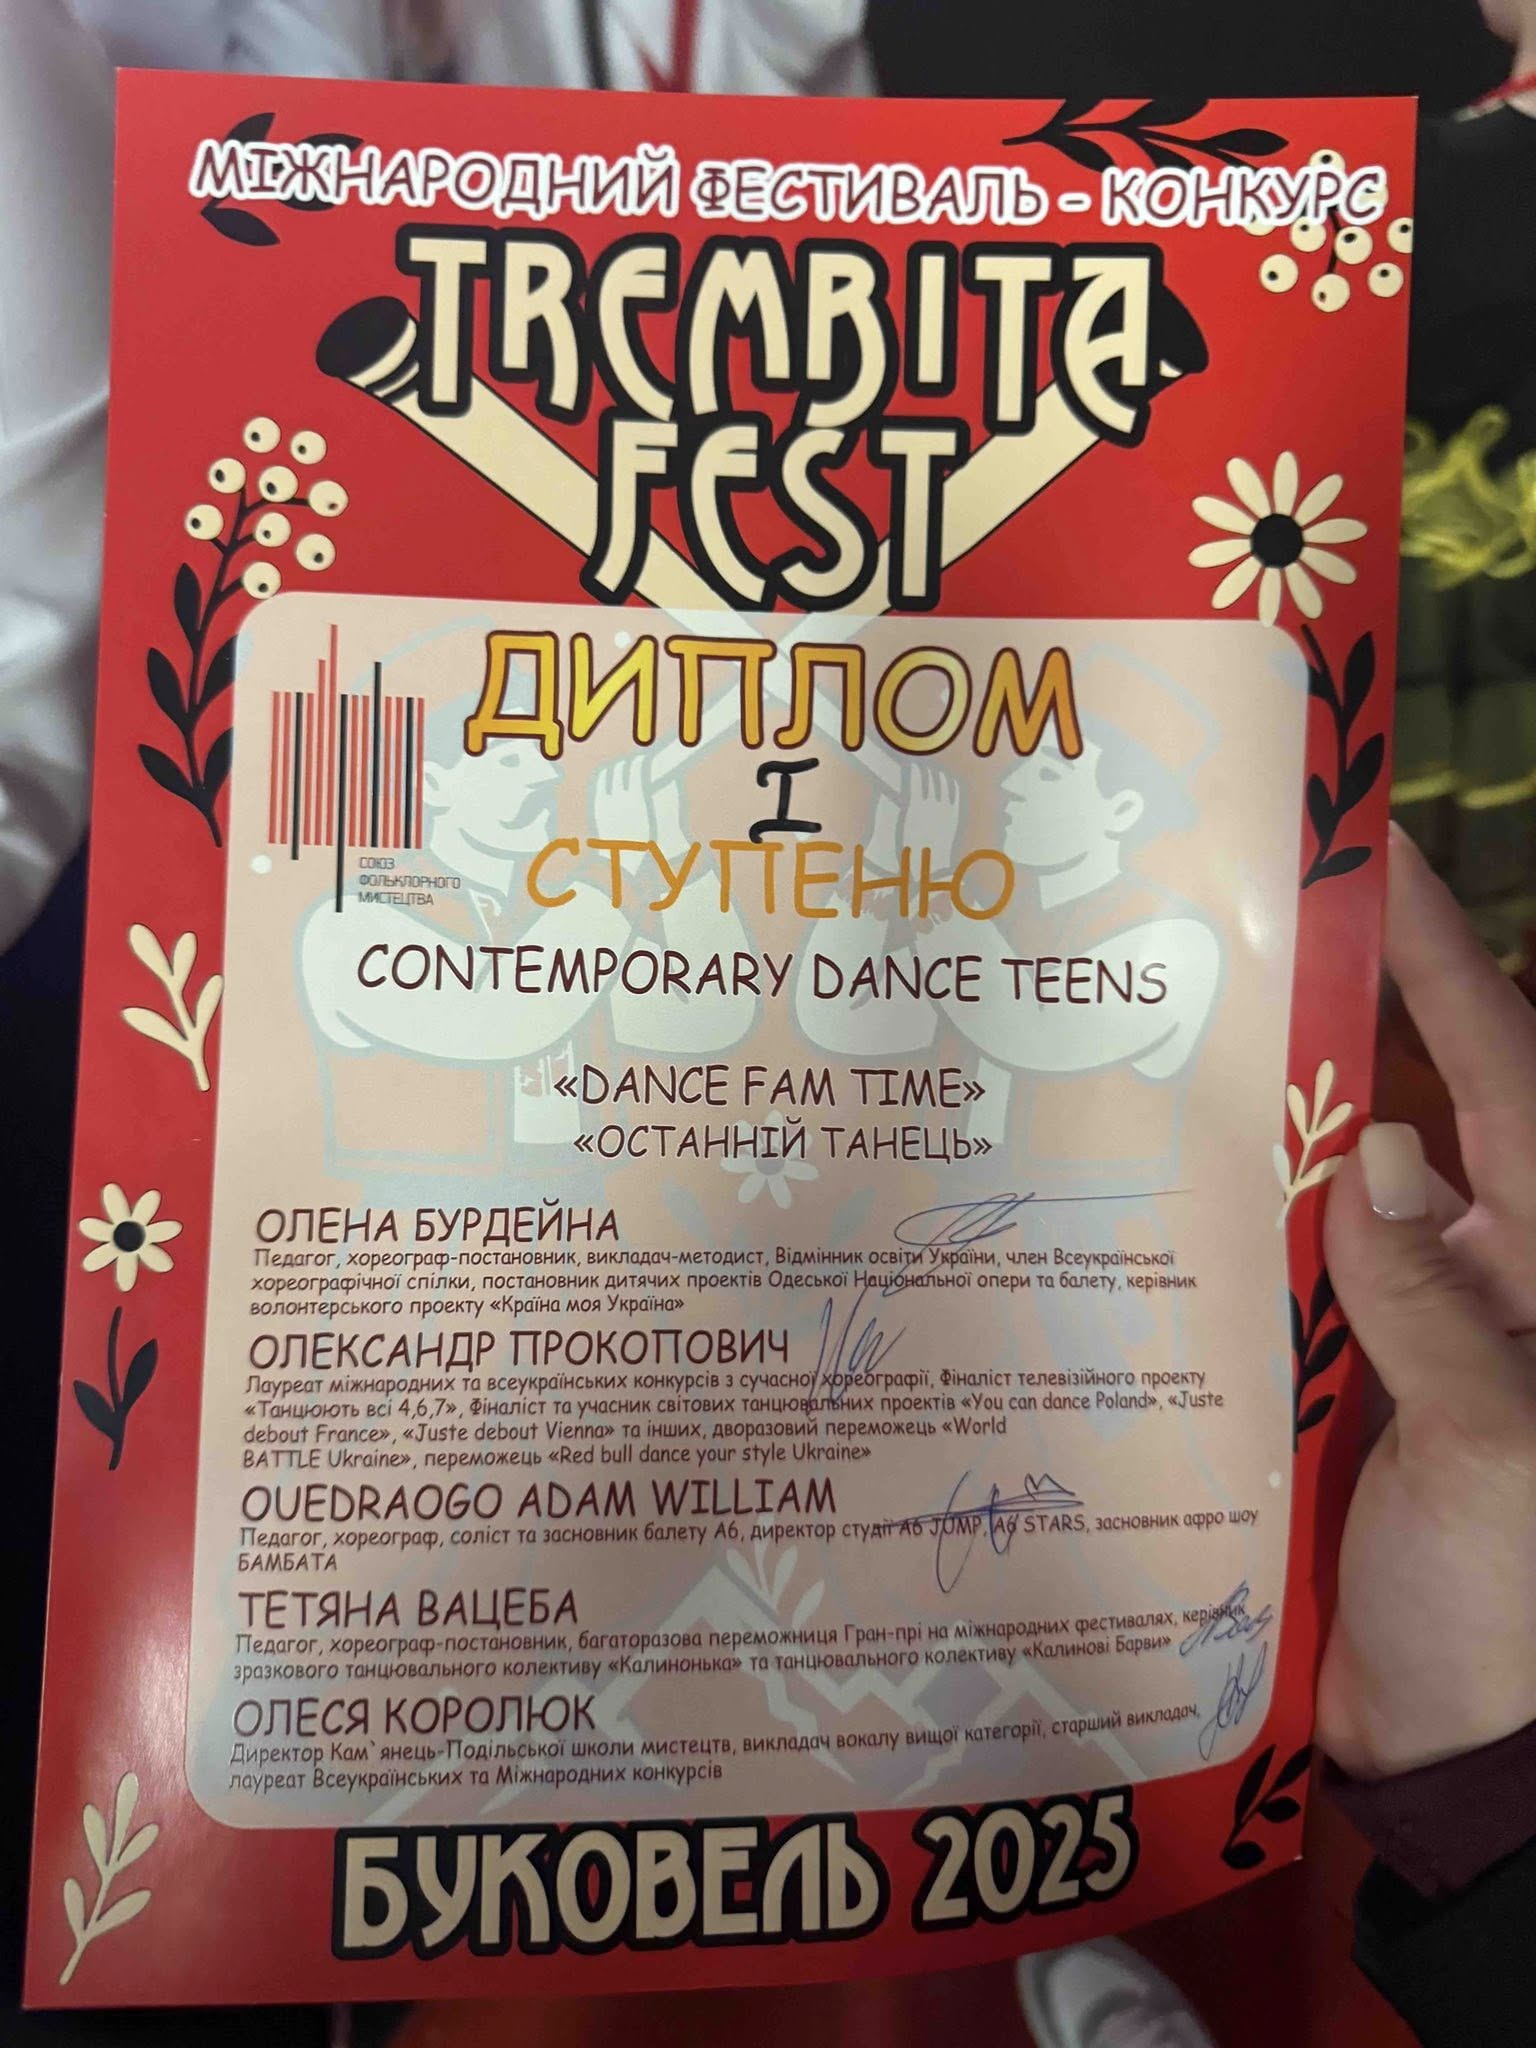 МІЖНАРОДНИЙ ФЕСТИВАЛЬ - КОНКУРС
TREMBITA
FEST
ДИПЛОМ
I
СТУПЕНЮ
СОЮЗ
ФОЛЬКЛОРНОГО
МИСТЕЦТВА
CONTEMPORARY DANCE TEENS
«DANCE FAM TIME»
«ОСТАННІЙ ТАНЕЦЬ»
ОЛЕНА БУРДЕЙНА
Педагог, хореограф-постановник, викладач-методист, Відмінник освіти України, член Всеукраїнської
хореографічної спілки, постановник дитячих проектів Одеської Національної опери та балету, керівник
волонтерського проекту «Країна моя Україна»
ОЛЕКСАНДР ПРОКОПОВИЧ
Лауреат міжнародних та всеукраїнських конкурсів з сучасної хореографії, Фіналіст телевізійного проекту
«Танцюють всі 4,6,7», Фіналіст та учасник світових танцювальних проектів «You can dance Poland», «Juste
debout France», «Juste debout Vienna» та інших, дворазовий переможець «World
BATTLE Ukraine», переможець «Red bull dance your style Ukraine»
OUEDRAOGO ADAM WILLIAM
Педагог, хореограф, соліст та засновник балету А6, директор студії А6 JUMP, А6 STARS, засновник афро шоу
БАМБАТА
ТЕТЯНА ВАЦЕБА
Педагог, хореограф-постановник, багаторазова переможниця Гран-прі на міжнародних фестивалях, керівник
зразкового танцювального колективу «Калинонька» та танцювального колективу «Калинові Барви»
ОЛЕСЯ КОРОЛЮК
Директор Кам`янець-Подільської школи мистецтв, викладач вокалу вищої категорії, старший викладач,
лауреат Всеукраїнських та Міжнародних конкурсів
БУКОВЕЛЬ 2025